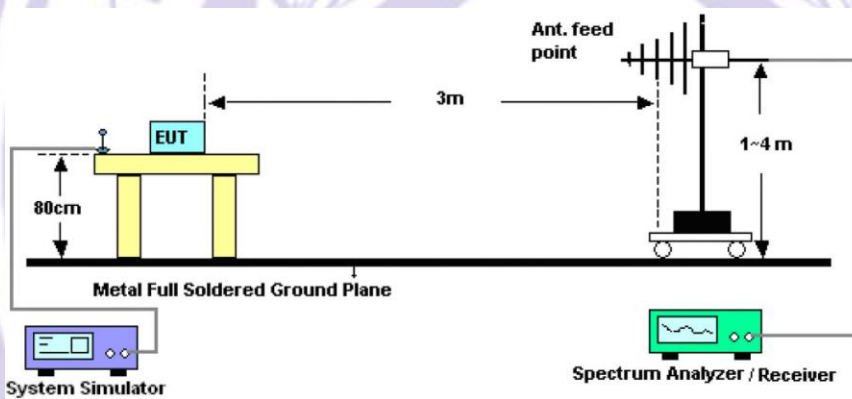 Ant. feed
point
3m
EUT
1~4 m
80cm
Metal Full Soldered Ground Plane
System Simulator
Spectrum Analyzer / Receiver